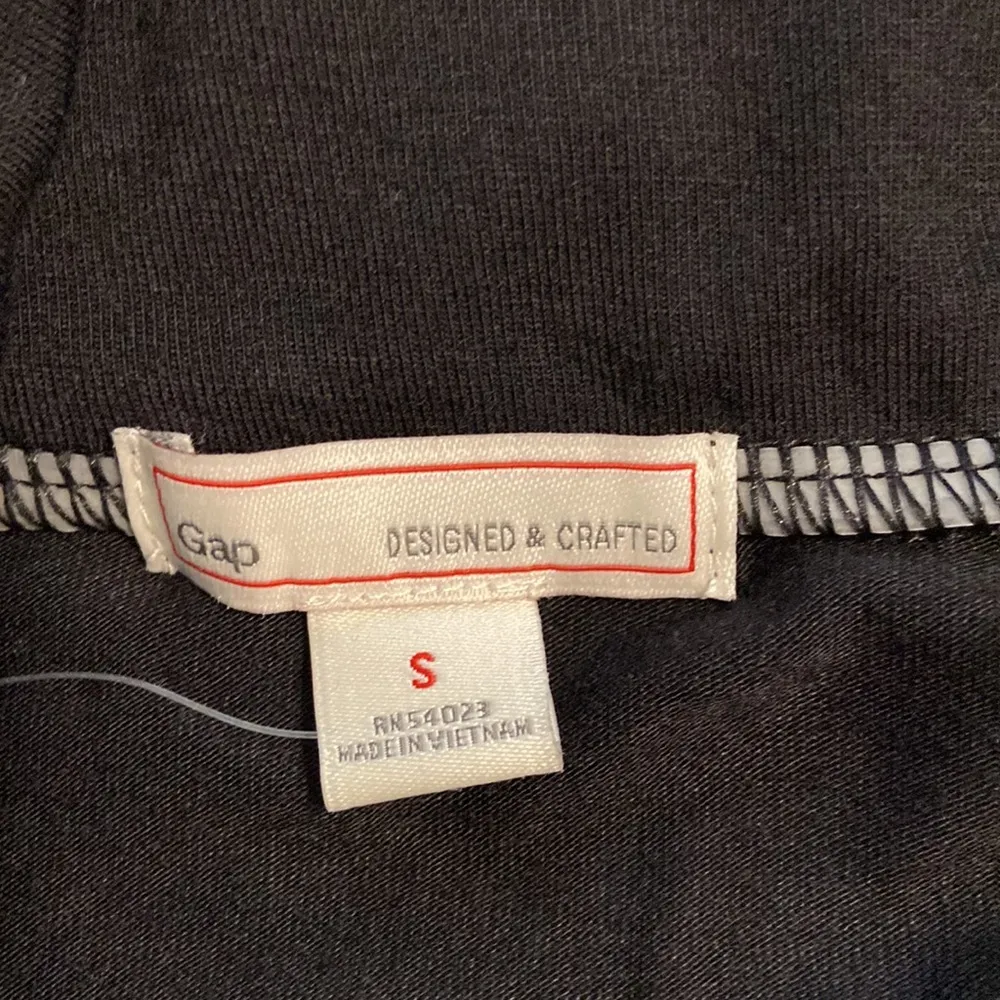 Gap DESIGNED & CRAFTED
S
RN54023
MADE IN VIETNAM